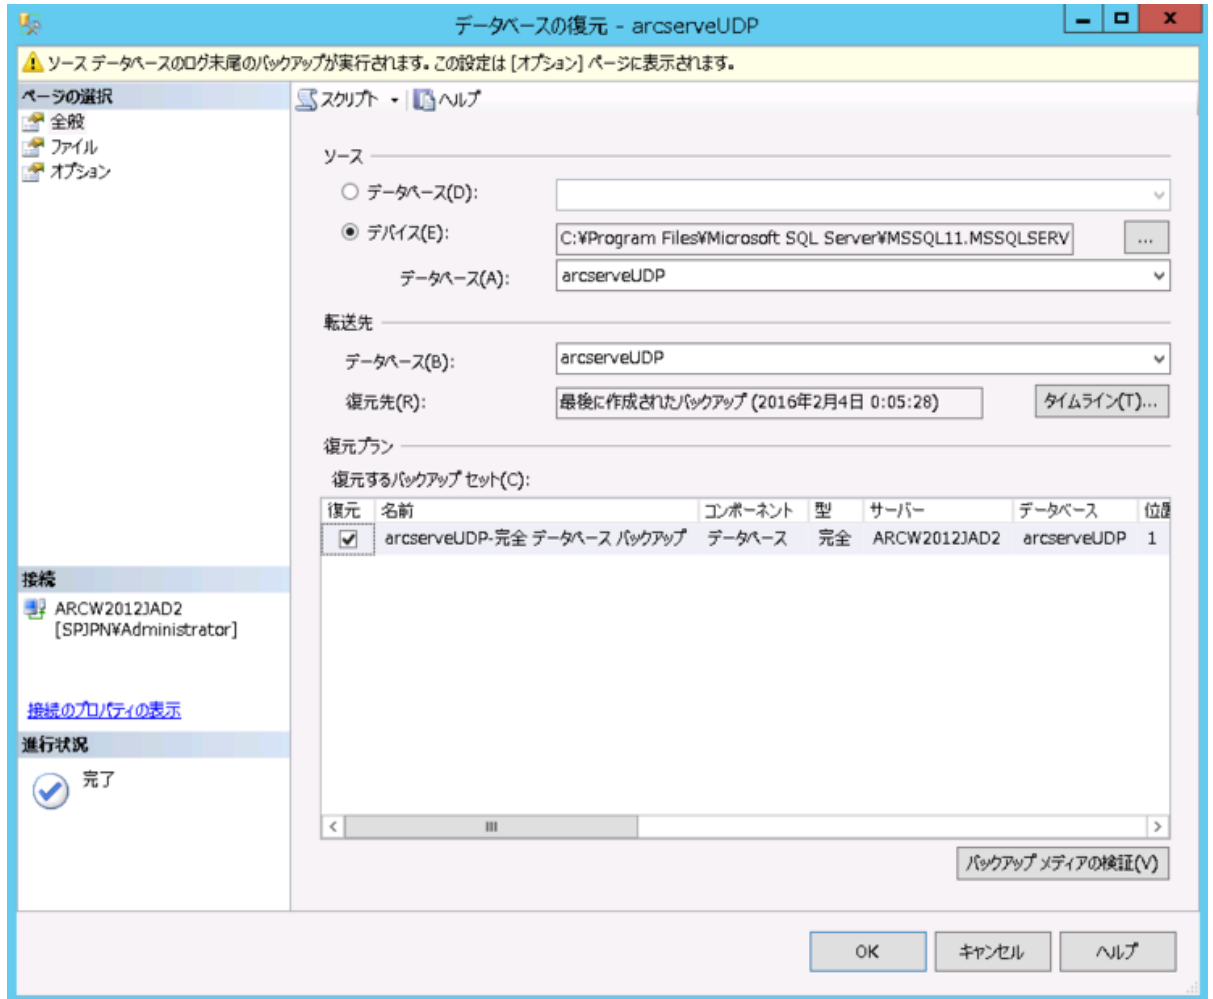 データベースの復元 - arcserveUDP
ソース データベースのログ末尾のバックアップが実行されます。この設定は [オプション] ページに表示されます。
ページの選択
全般
ファイル
オプション
スクリプト
ヘルプ
ソース
データベース(D):
デバイス(E): C:¥Program Files¥Microsoft SQL Server¥MSSQL11.MSSQLSERV ...
データベース(A): arcserveUDP
転送先
データベース(B): arcserveUDP
復元先(R): 最後に作成されたバックアップ (2016年2月4日 0:05:28) タイムライン(T)...
復元プラン
復元するバックアップ セット(C):
復元 名前 コンポーネント 型 サーバー データベース 位置
arcserveUDP-完全 データベース バックアップ データベース 完全 ARCW2012JAD2 arcserveUDP 1
バックアップ メディアの検証(V)
接続
ARCW2012JAD2
[SPJPN¥Administrator]
接続のプロパティの表示
進行状況
完了
OK キャンセル ヘルプ